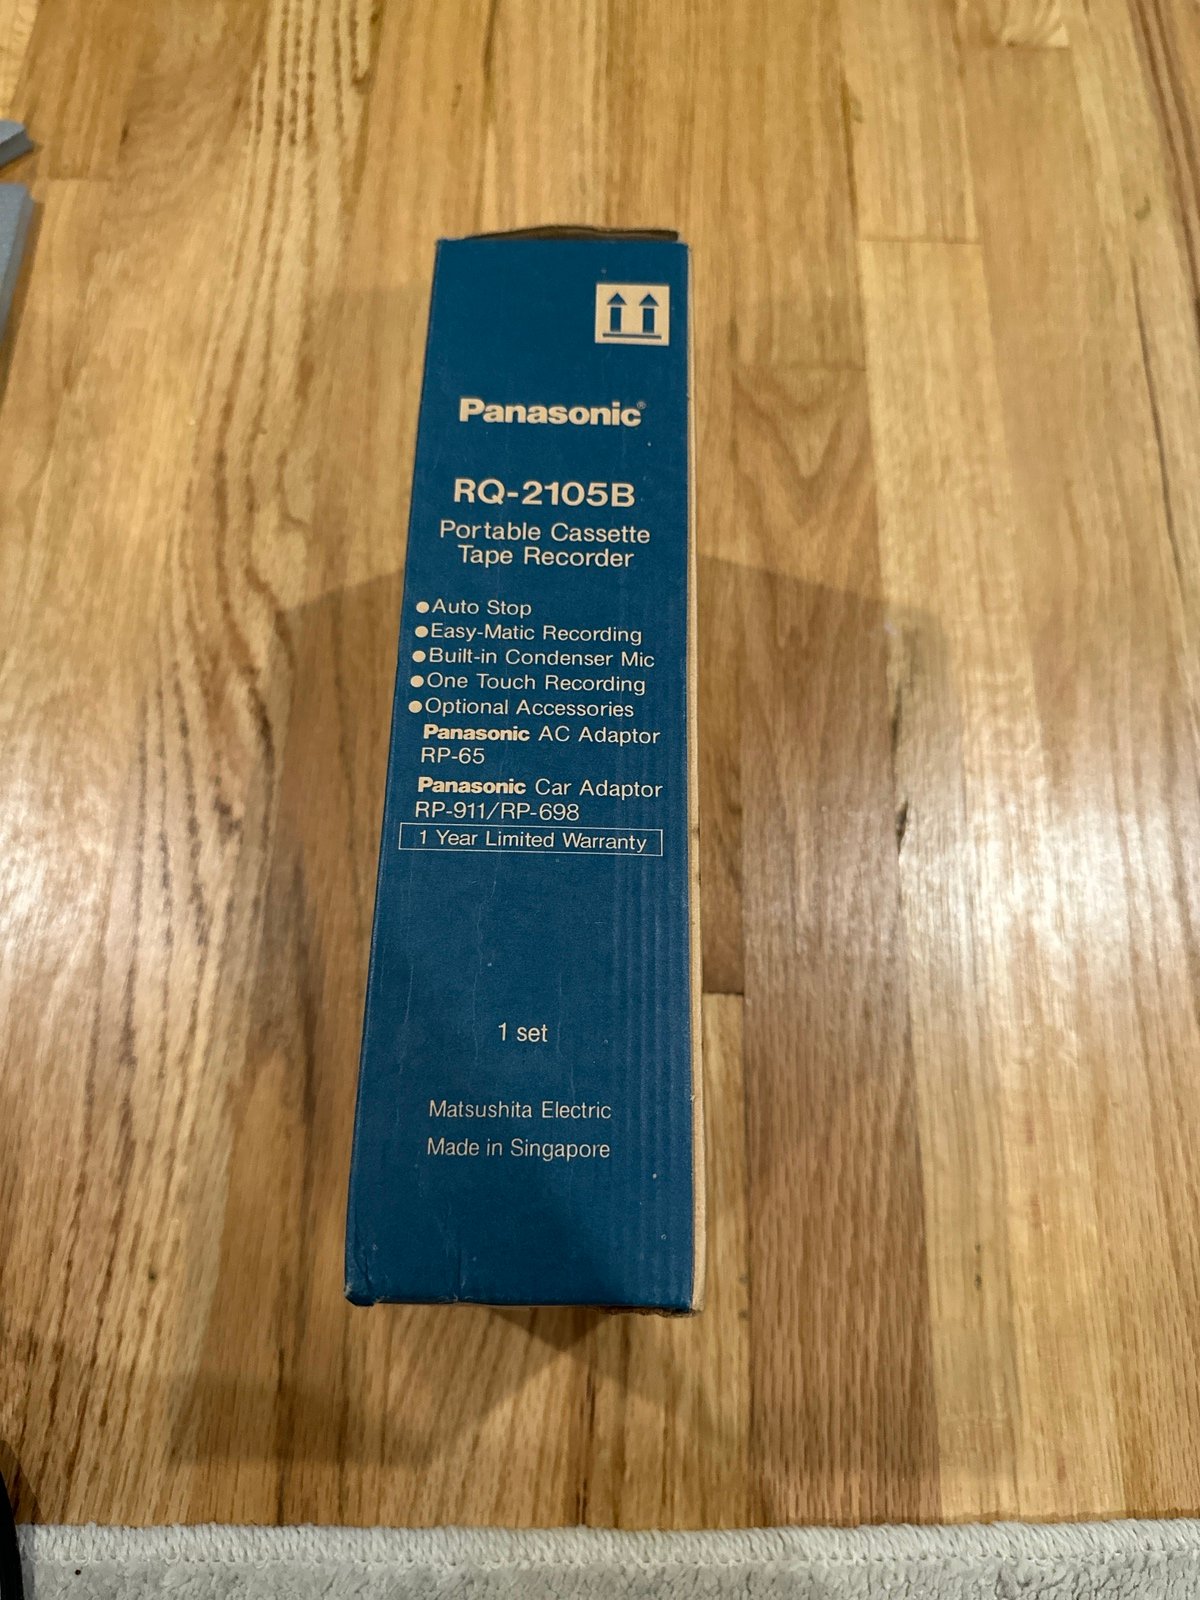 Panasonic®
RQ-2105B
Portable Cassette
Tape Recorder
●Auto Stop
●Easy-Matic Recording
●Built-in Condenser Mic
●One Touch Recording
●Optional Accessories
Panasonic AC Adaptor
RP-65
Panasonic Car Adaptor
RP-911/RP-698
1 Year Limited Warranty
1 set
Matsushita Electric
Made in Singapore